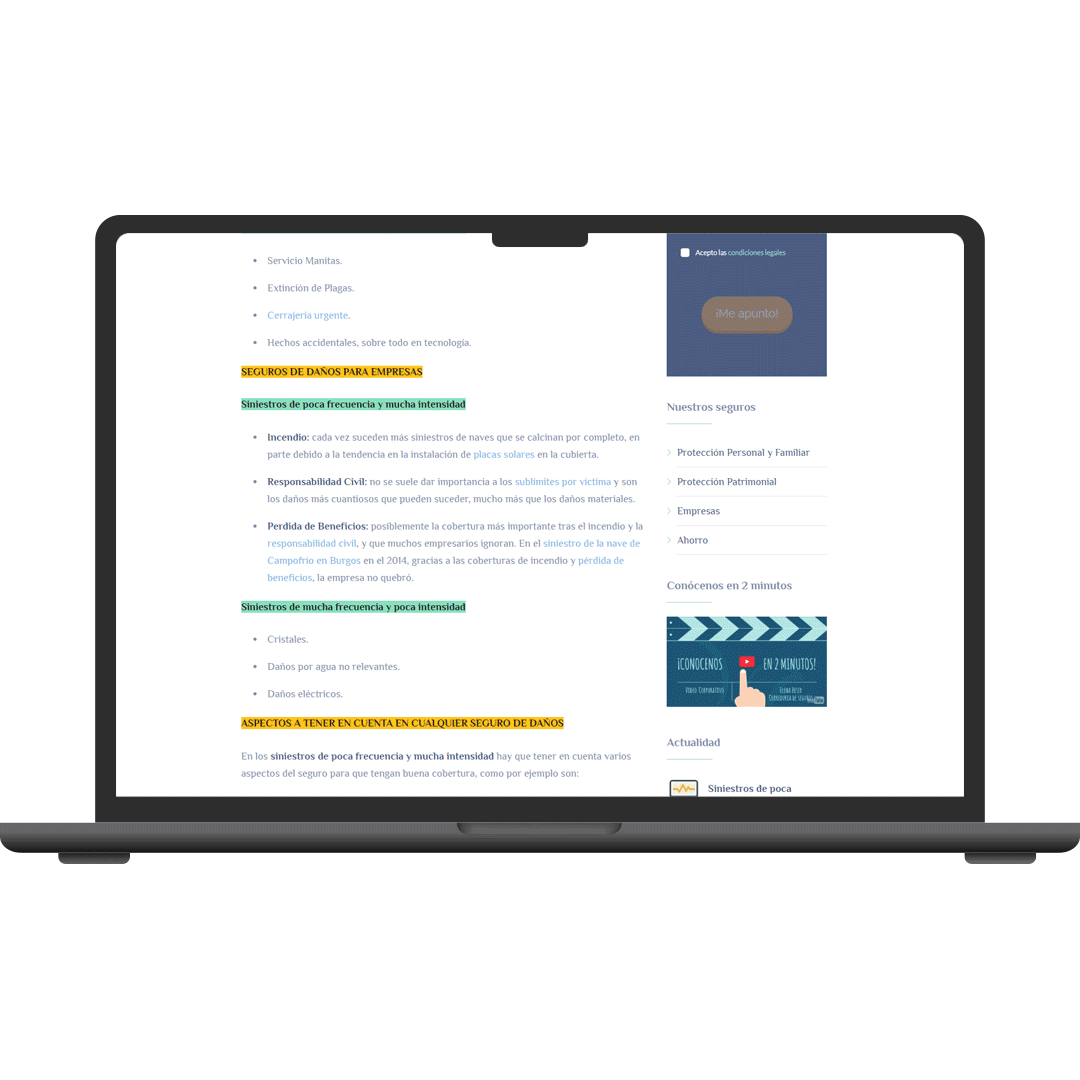 Servicio Manitas.
Extinción de Plagas.
Cerrajería urgente.
Hechos accidentales, sobre todo en tecnología.
SEGUROS DE DAÑOS PARA EMPRESAS
Siniestros de poca frecuencia y mucha intensidad
Incendio: cada vez suceden más siniestros de naves que se calcinan por completo, en
parte debido a la tendencia en la instalación de placas solares en la cubierta.
Responsabilidad Civil: no se suele dar importancia a los sublímites por víctima y son
los daños más cuantiosos que pueden suceder, mucho más que los daños materiales.
Perdida de Beneficios: posiblemente la cobertura más importante tras el incendio y la
responsabilidad civil, y que muchos empresarios ignoran. En el siniestro de la nave de
Campofrío en Burgos en el 2014, gracias a las coberturas de incendio y pérdida de
beneficios, la empresa no quebró.
Siniestros de mucha frecuencia y poca intensidad
Cristales.
Daños por agua no relevantes.
Daños eléctricos.
ASPECTOS A TENER EN CUENTA EN CUALQUIER SEGURO DE DAÑOS
En los siniestros de poca frecuencia y mucha intensidad hay que tener en cuenta varios
aspectos del seguro para que tengan buena cobertura, como por ejemplo son:
Acepto las condiciones legales
¡Me apunto!
Nuestros seguros
Protección Personal y Familiar
Protección Patrimonial
Empresas
Ahorro
Conócenos en 2 minutos
¡CONOCENOS EN 2 MINUTOS!
VIDEO CORPORATIVO
ELENA BEJER
CORREDURIA DE SEGUROS
Actualidad
Siniestros de poca